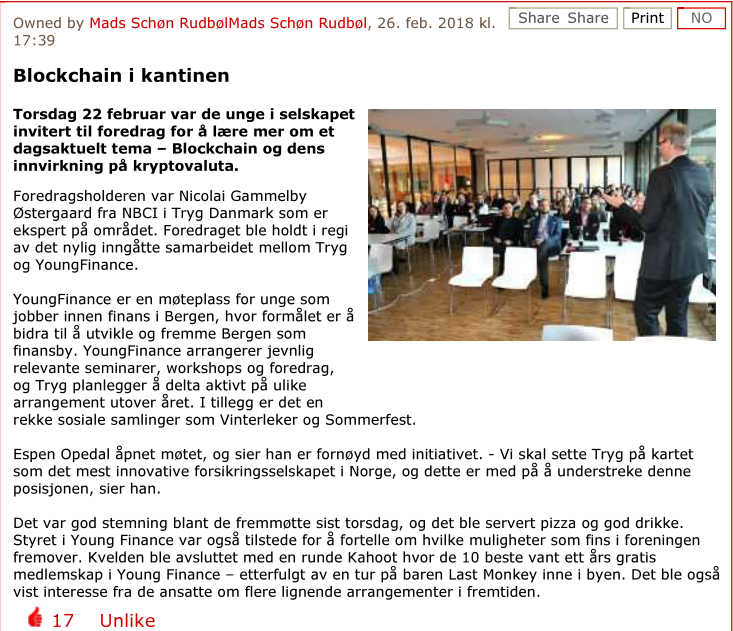 Owned by Mads Schøn RudbølMads Schøn Rudbøl, 26. feb. 2018 kl.
17:39
Share Share
Print
NO
Blockchain i kantinen
Torsdag 22 februar var de unge i selskapet
invitert til foredrag for å lære mer om et
dagsaktuelt tema – Blockchain og dens
innvirkning på kryptovaluta.
Foredragsholderen var Nicolai Gammelby
Østergaard fra NBCI i Tryg Danmark som er
ekspert på området. Foredraget ble holdt i regi
av det nylig inngåtte samarbeidet mellom Tryg
og YoungFinance.
YoungFinance er en møteplass for unge som
jobber innen finans i Bergen, hvor formålet er å
bidra til å utvikle og fremme Bergen som
finansby. YoungFinance arrangerer jevnlig
relevante seminarer, workshops og foredrag,
og Tryg planlegger å delta aktivt på ulike
arrangement utover året. I tillegg er det en
rekke sosiale samlinger som Vinterleker og Sommerfest.
Espen Opedal åpnet møtet, og sier han er fornøyd med initiativet. - Vi skal sette Tryg på kartet
som det mest innovative forsikringsselskapet i Norge, og dette er med på å understreke denne
posisjonen, sier han.
Det var god stemning blant de fremmøtte sist torsdag, og det ble servert pizza og god drikke.
Styret i Young Finance var også tilstede for å fortelle om hvilke muligheter som fins i foreningen
fremover. Kvelden ble avsluttet med en runde Kahoot hvor de 10 beste vant ett års gratis
medlemskap i Young Finance – etterfulgt av en tur på baren Last Monkey inne i byen. Det ble også
vist interesse fra de ansatte om flere lignende arrangementer i fremtiden.
17 Unlike